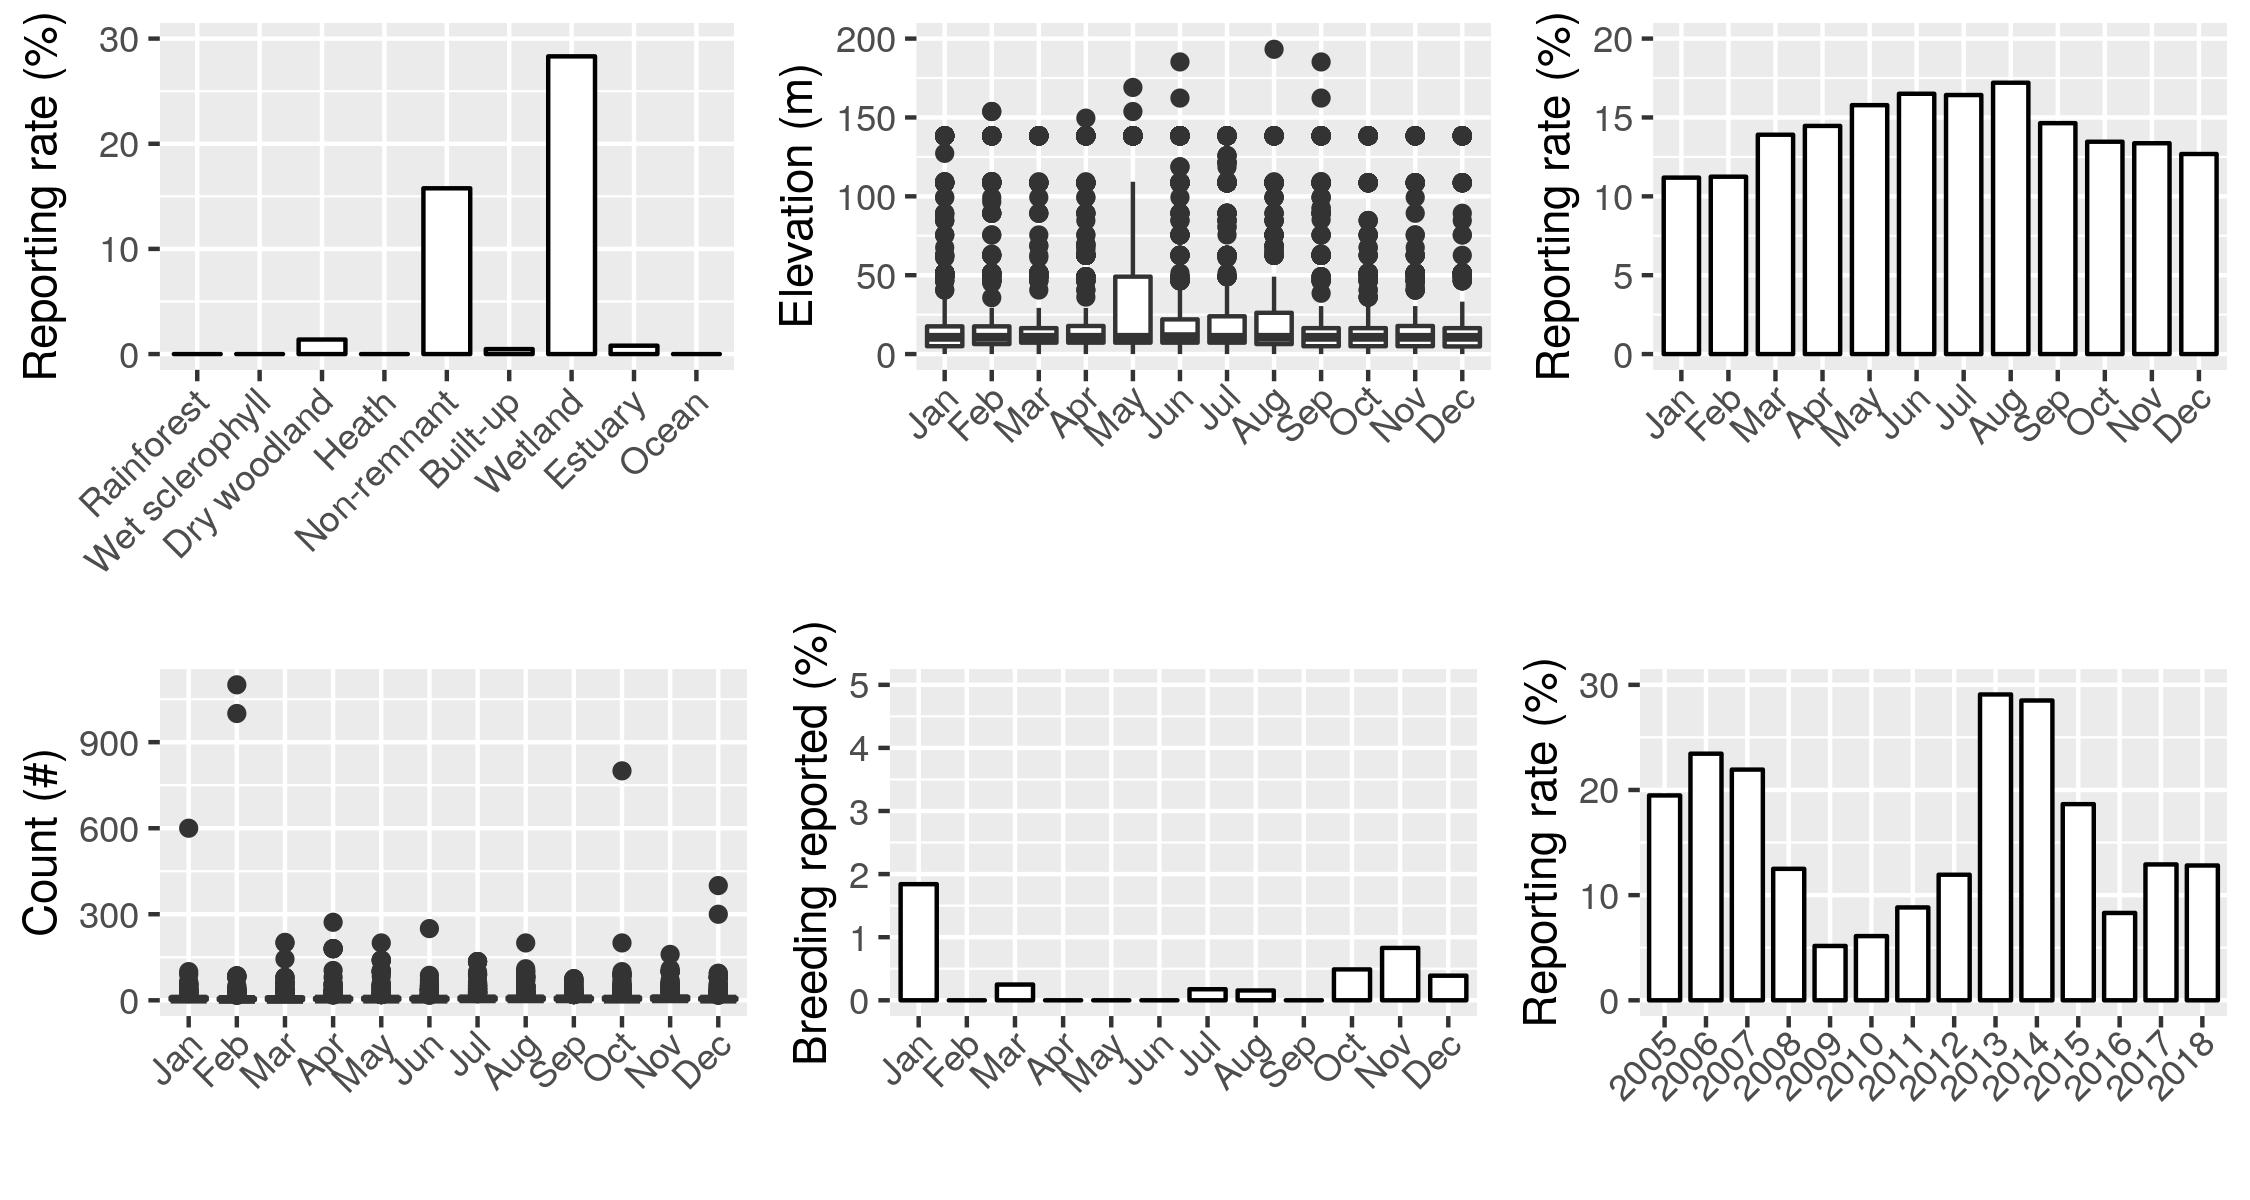 Reporting rate (%)
30
20
10
0
Rainforest
Wet sclerophyll
Dry woodland
Heath
Non-remnant
Built-up
Wetland
Estuary
Ocean
Elevation (m)
200
150
100
50
0
Jan
Feb
Mar
Apr
May
Jun
Jul
Aug
Sep
Oct
Nov
Dec
Reporting rate (%)
20
15
10
5
0
Jan
Feb
Mar
Apr
May
Jun
Jul
Aug
Sep
Oct
Nov
Dec
Count (#)
900
600
300
0
Jan
Feb
Mar
Apr
May
Jun
Jul
Aug
Sep
Oct
Nov
Dec
Breeding reported (%)
5
4
3
2
1
0
Jan
Feb
Mar
Apr
May
Jun
Jul
Aug
Sep
Oct
Nov
Dec
Reporting rate (%)
30
20
10
0
2005
2006
2007
2008
2009
2010
2011
2012
2013
2014
2015
2016
2017
2018